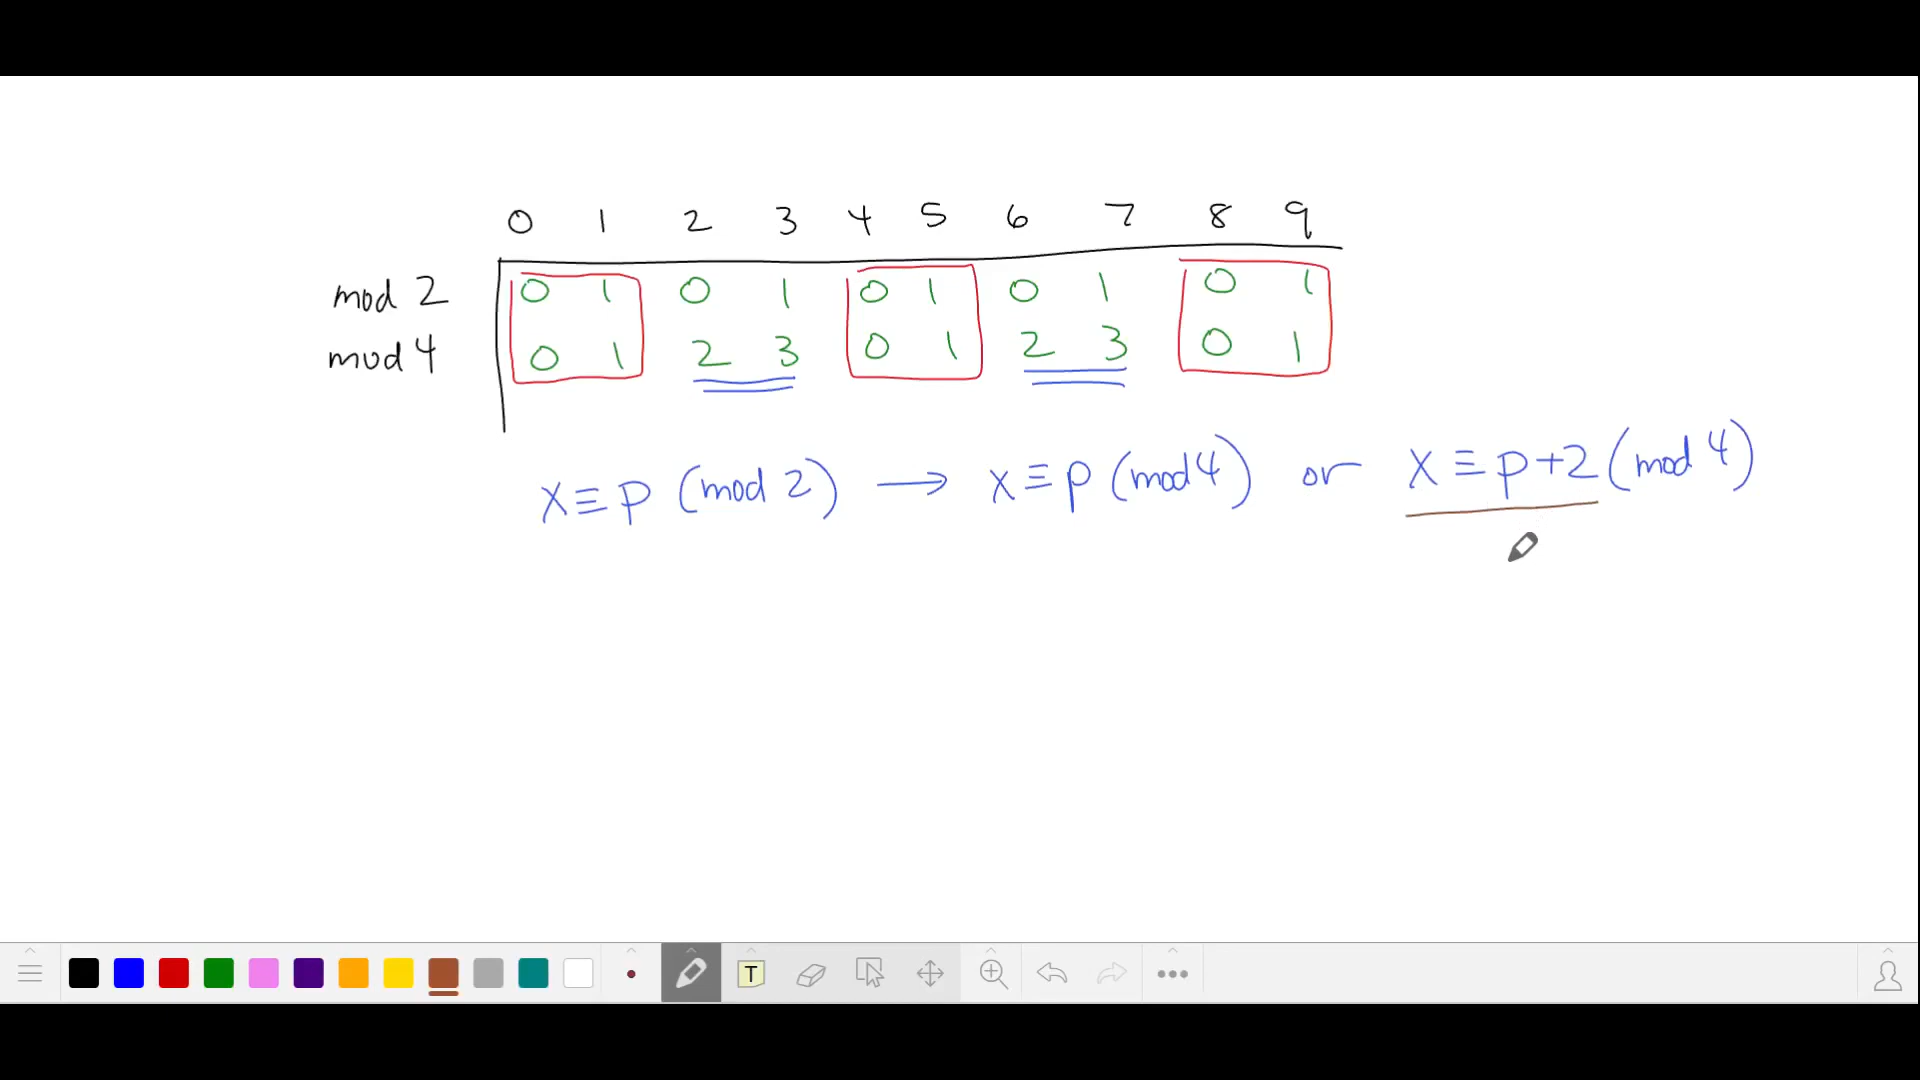 0 1 2 3 4 5 6 7 8 9
mod 2 0 1 0 1 0 1 0 1 0 1
mod 4 0 1 2 3 0 1 2 3 0 1
x ≡ p (mod 2) → x ≡ p (mod 4) or x ≡ p+2 (mod 4)
T